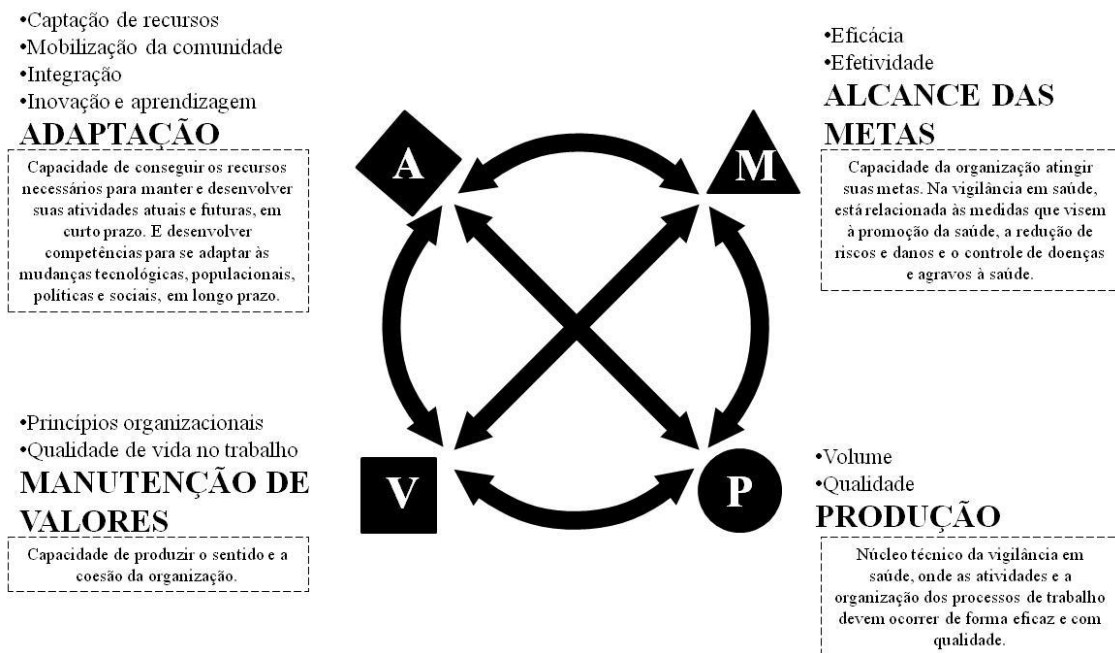 •Captação de recursos
•Mobilização da comunidade
•Integração
•Inovação e aprendizagem
ADAPTAÇÃO
Capacidade de conseguir os recursos
necessários para manter e desenvolver
suas atividades atuais e futuras, em
curto prazo. E desenvolver
competências para se adaptar às
mudanças tecnológicas, populacionais,
políticas e sociais, em longo prazo.
•Eficácia
•Efetividade
ALCANCE DAS
METAS
Capacidade da organização atingir
suas metas. Na vigilância em saúde,
está relacionada às medidas que visem
à promoção da saúde, a redução de
riscos e danos e o controle de doenças
e agravos à saúde.
A
M
V
P
•Princípios organizacionais
•Qualidade de vida no trabalho
MANUTENÇÃO DE
VALORES
Capacidade de produzir o sentido e a
coesão da organização.
•Volume
•Qualidade
PRODUÇÃO
Núcleo técnico da vigilância em
saúde, onde as atividades e a
organização dos processos de trabalho
devem ocorrer de forma eficaz e com
qualidade.